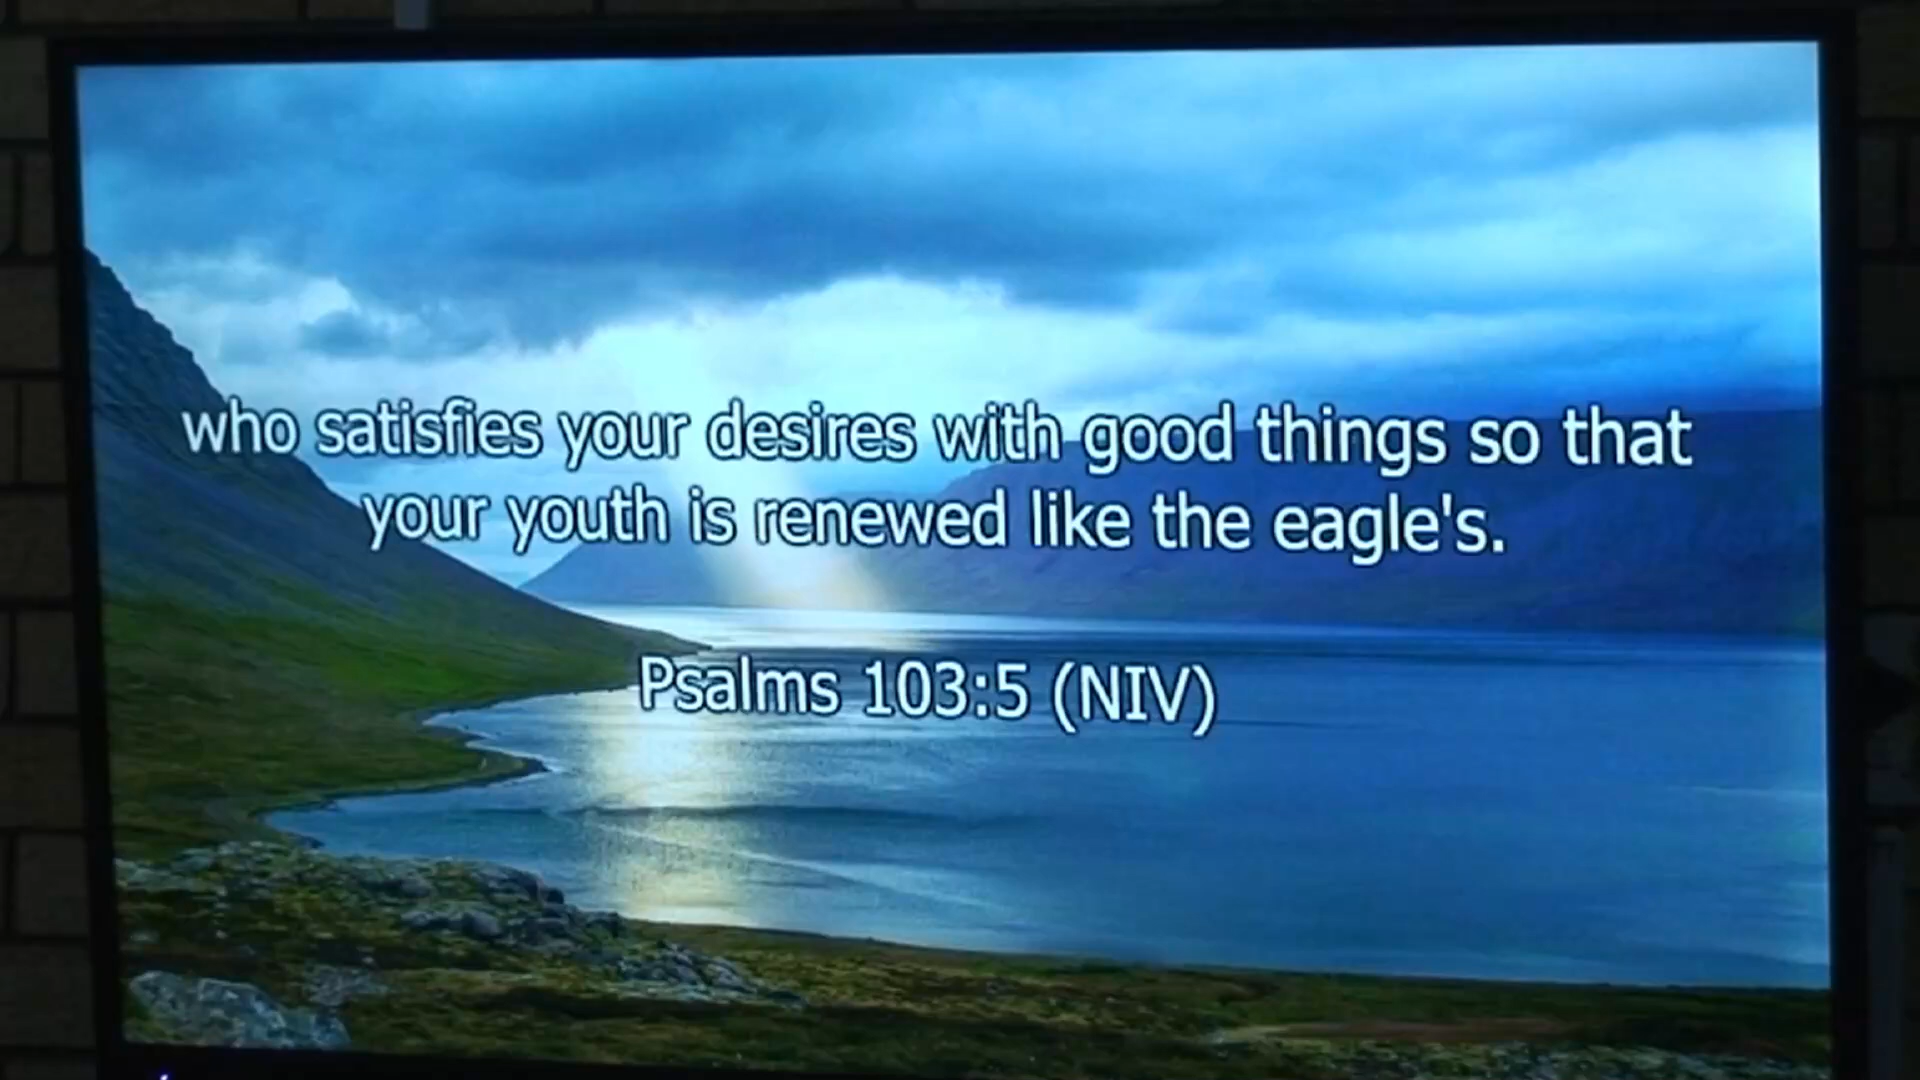 who satisfies your desires with good things so that
your youth is renewed like the eagle's.
Psalms 103:5 (NIV)